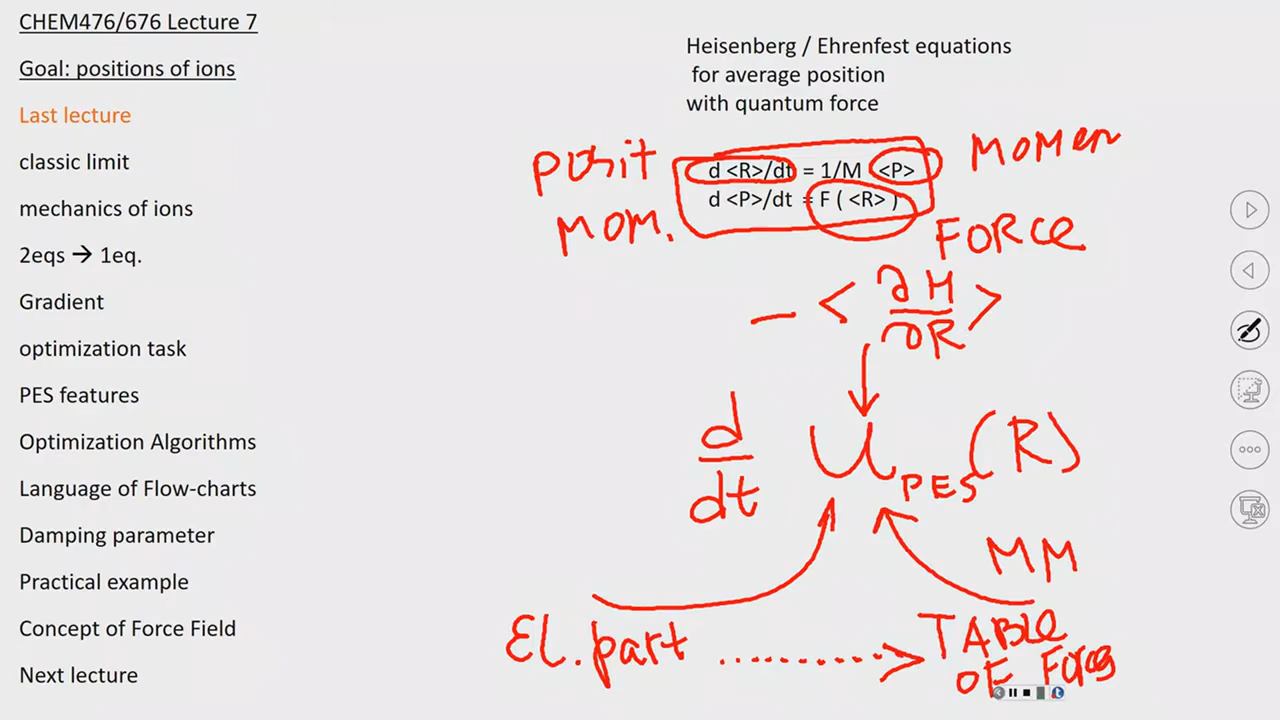 CHEM476/676 Lecture 7
Goal: positions of ions
Last lecture
classic limit
mechanics of ions
2eqs → 1eq.
Gradient
optimization task
PES features
Optimization Algorithms
Language of Flow-charts
Damping parameter
Practical example
Concept of Force Field
Next lecture
Heisenberg / Ehrenfest equations
for average position
with quantum force
posit
MOMEN
d <R>/dt = 1/M <P>
d <P>/dt = F ( <R> )
MOM.
FORCE
- < ∂H/∂R >
d/dt U PES (R)
MM
El. part
TABLE
OF Forces